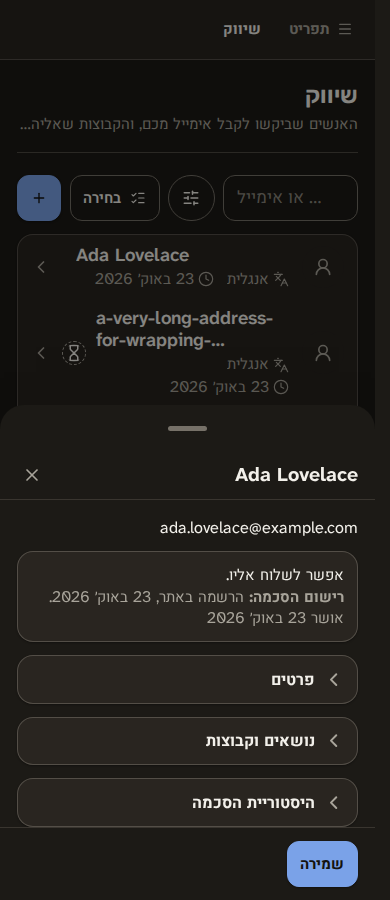 תפריט
שיווק
שיווק
האנשים שביקשו לקבל אימייל מכם, והקבוצות שאליה...
... או אימייל
בחירה
+
Ada Lovelace
אנגלית
23 באוק׳ 2026
a-very-long-address-
for-wrapping-...
אנגלית
23 באוק׳ 2026
Ada Lovelace
ada.lovelace@example.com
אפשר לשלוח אליו.
רישום הסכמה: הרשמה באתר, 23 באוק׳ 2026.
אושר 23 באוק׳ 2026
פרטים
נושאים וקבוצות
היסטוריית הסכמה
שמירה